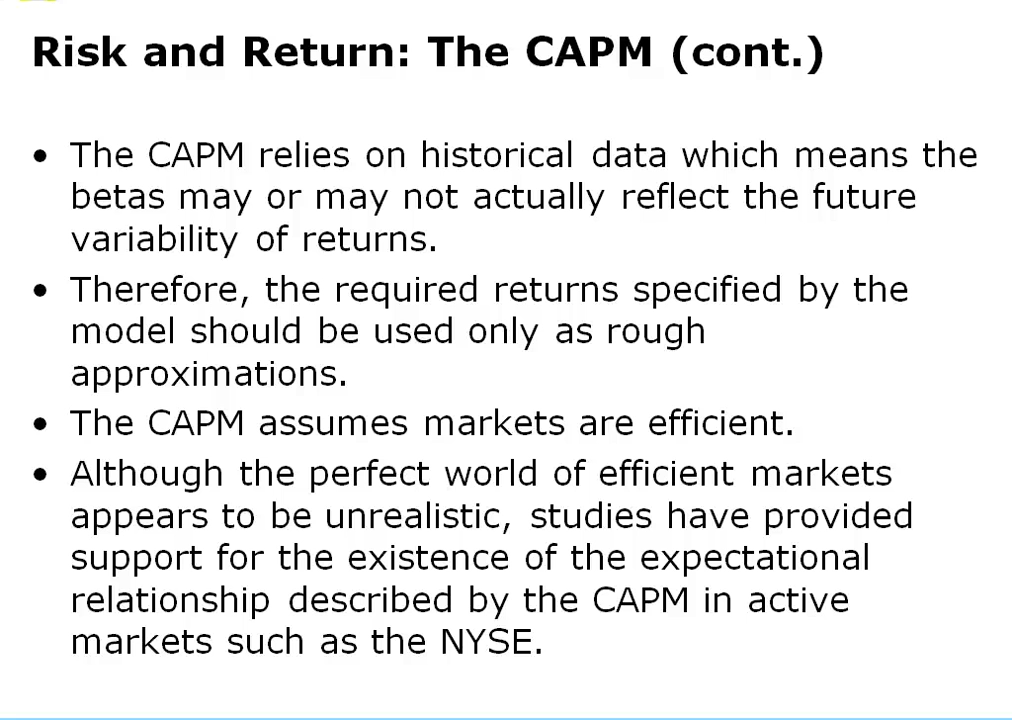 Risk and Return: The CAPM (cont.)
• The CAPM relies on historical data which means the
betas may or may not actually reflect the future
variability of returns.
• Therefore, the required returns specified by the
model should be used only as rough
approximations.
• The CAPM assumes markets are efficient.
• Although the perfect world of efficient markets
appears to be unrealistic, studies have provided
support for the existence of the expectational
relationship described by the CAPM in active
markets such as the NYSE.